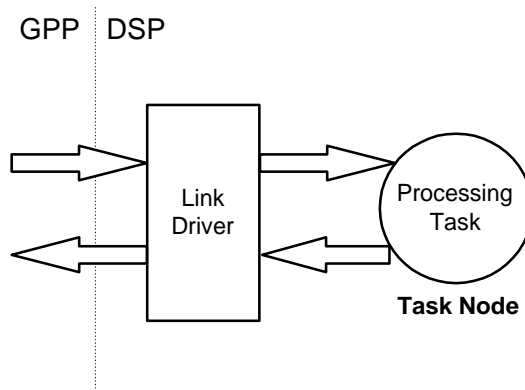 GPP DSP
Link
Driver
Processing
Task
Task Node